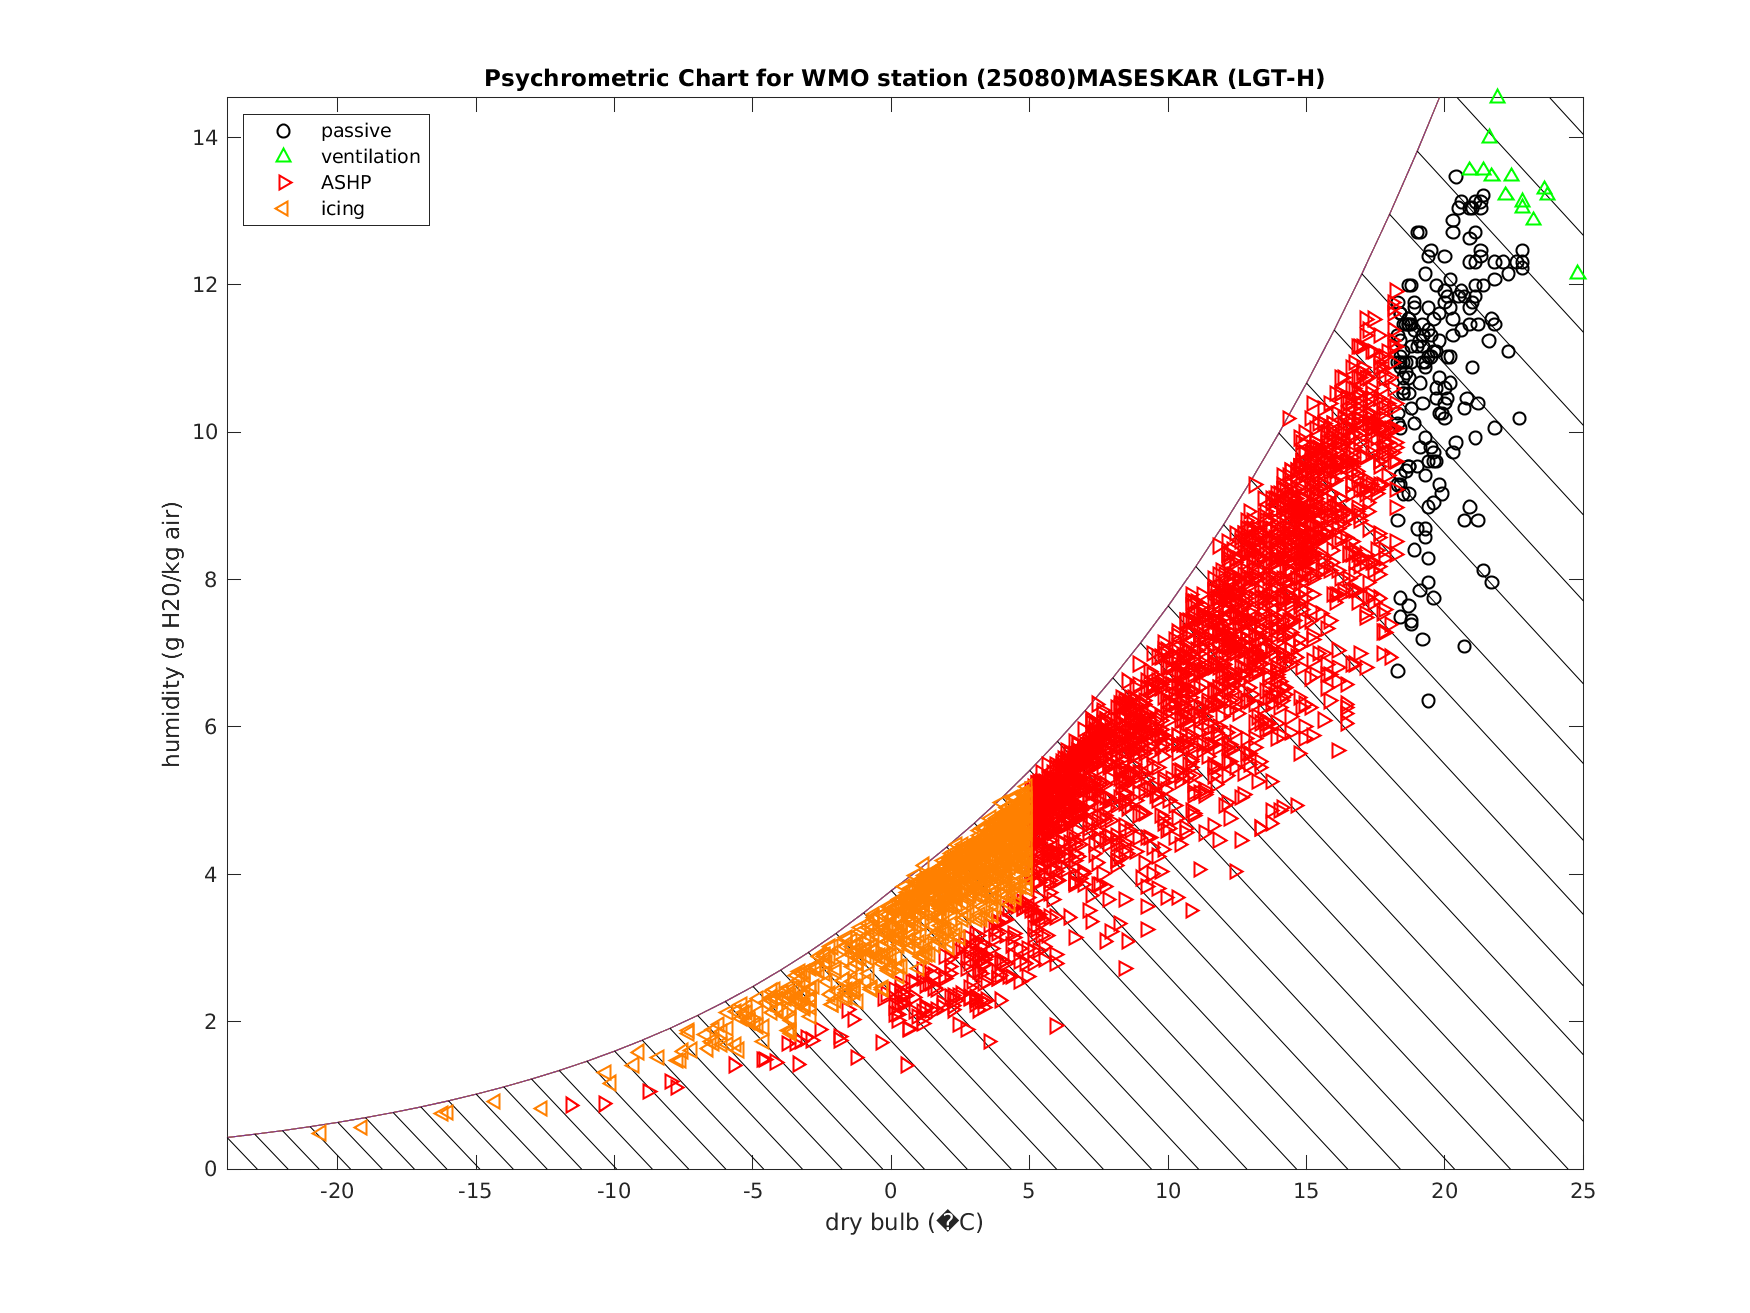 Psychrometric Chart for WMO station (25080)MASESKAR (LGT-H)
passive
ventilation
ASHP
icing
14
12
10
8
6
4
2
0
humidity (g H20/kg air)
-20 -15 -10 -5 0 5 10 15 20 25
dry bulb (�C)